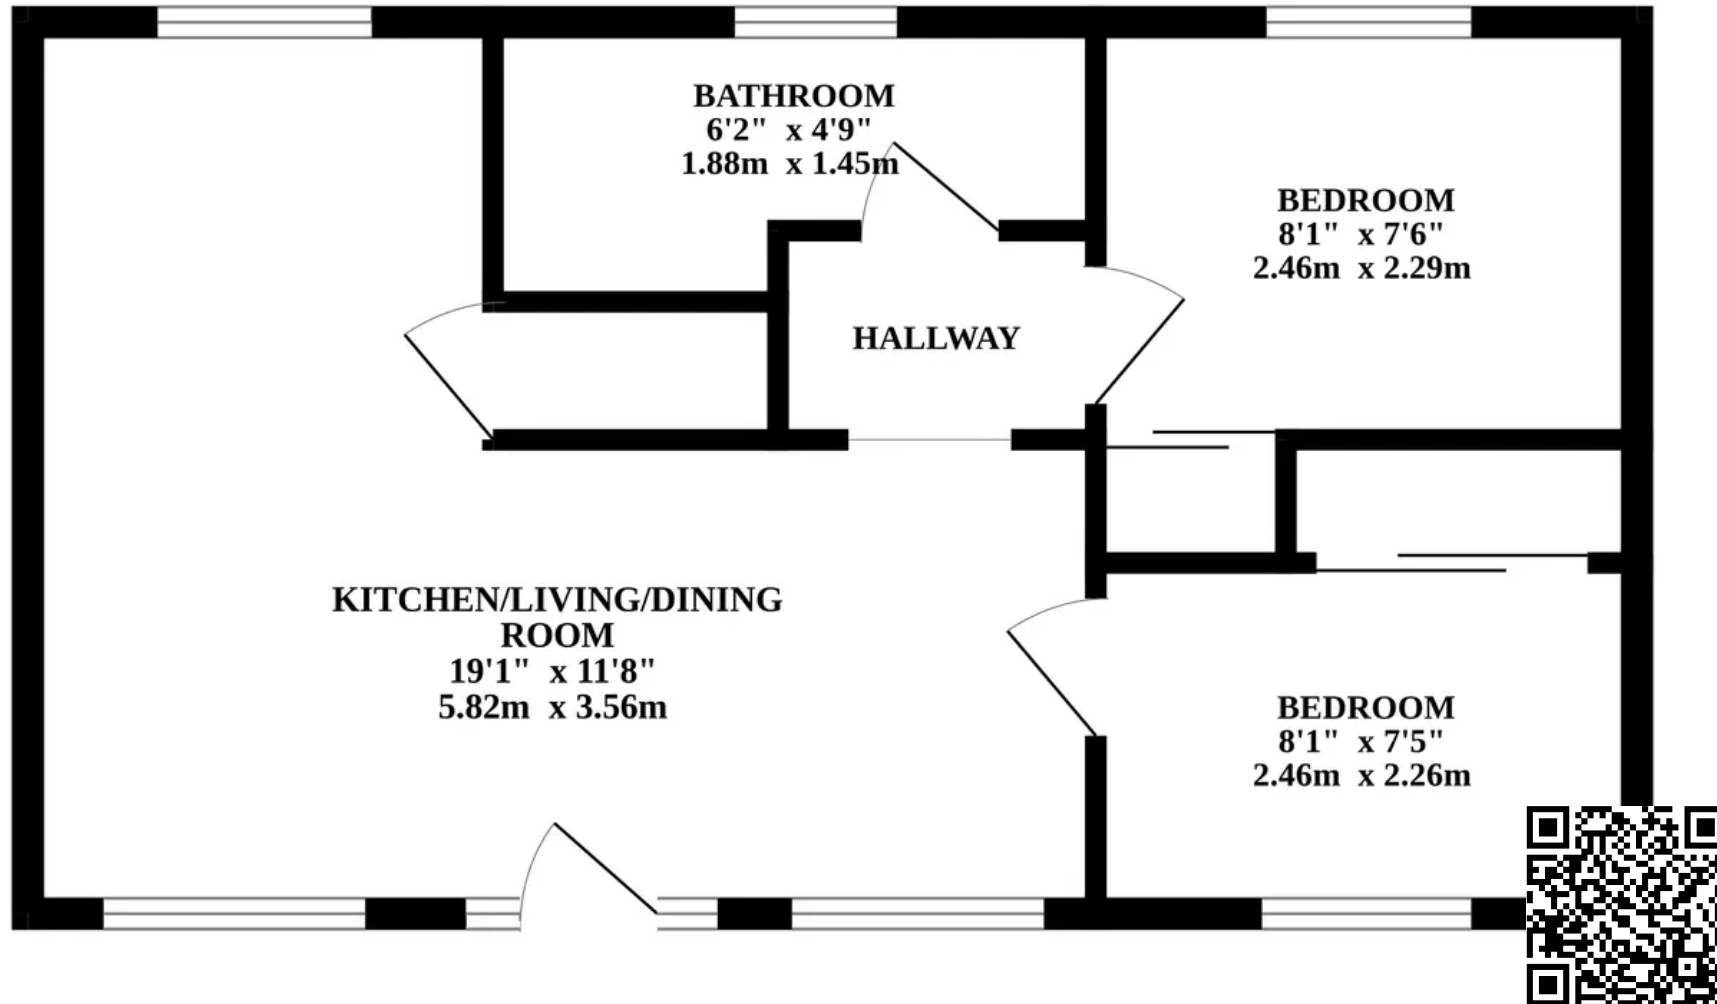 BATHROOM
6'2" x 4'9"
1.88m x 1.45m
BEDROOM
8'1" x 7'6"
2.46m x 2.29m
HALLWAY
KITCHEN/LIVING/DINING
ROOM
19'1" x 11'8"
5.82m x 3.56m
BEDROOM
8'1" x 7'5"
2.46m x 2.26m